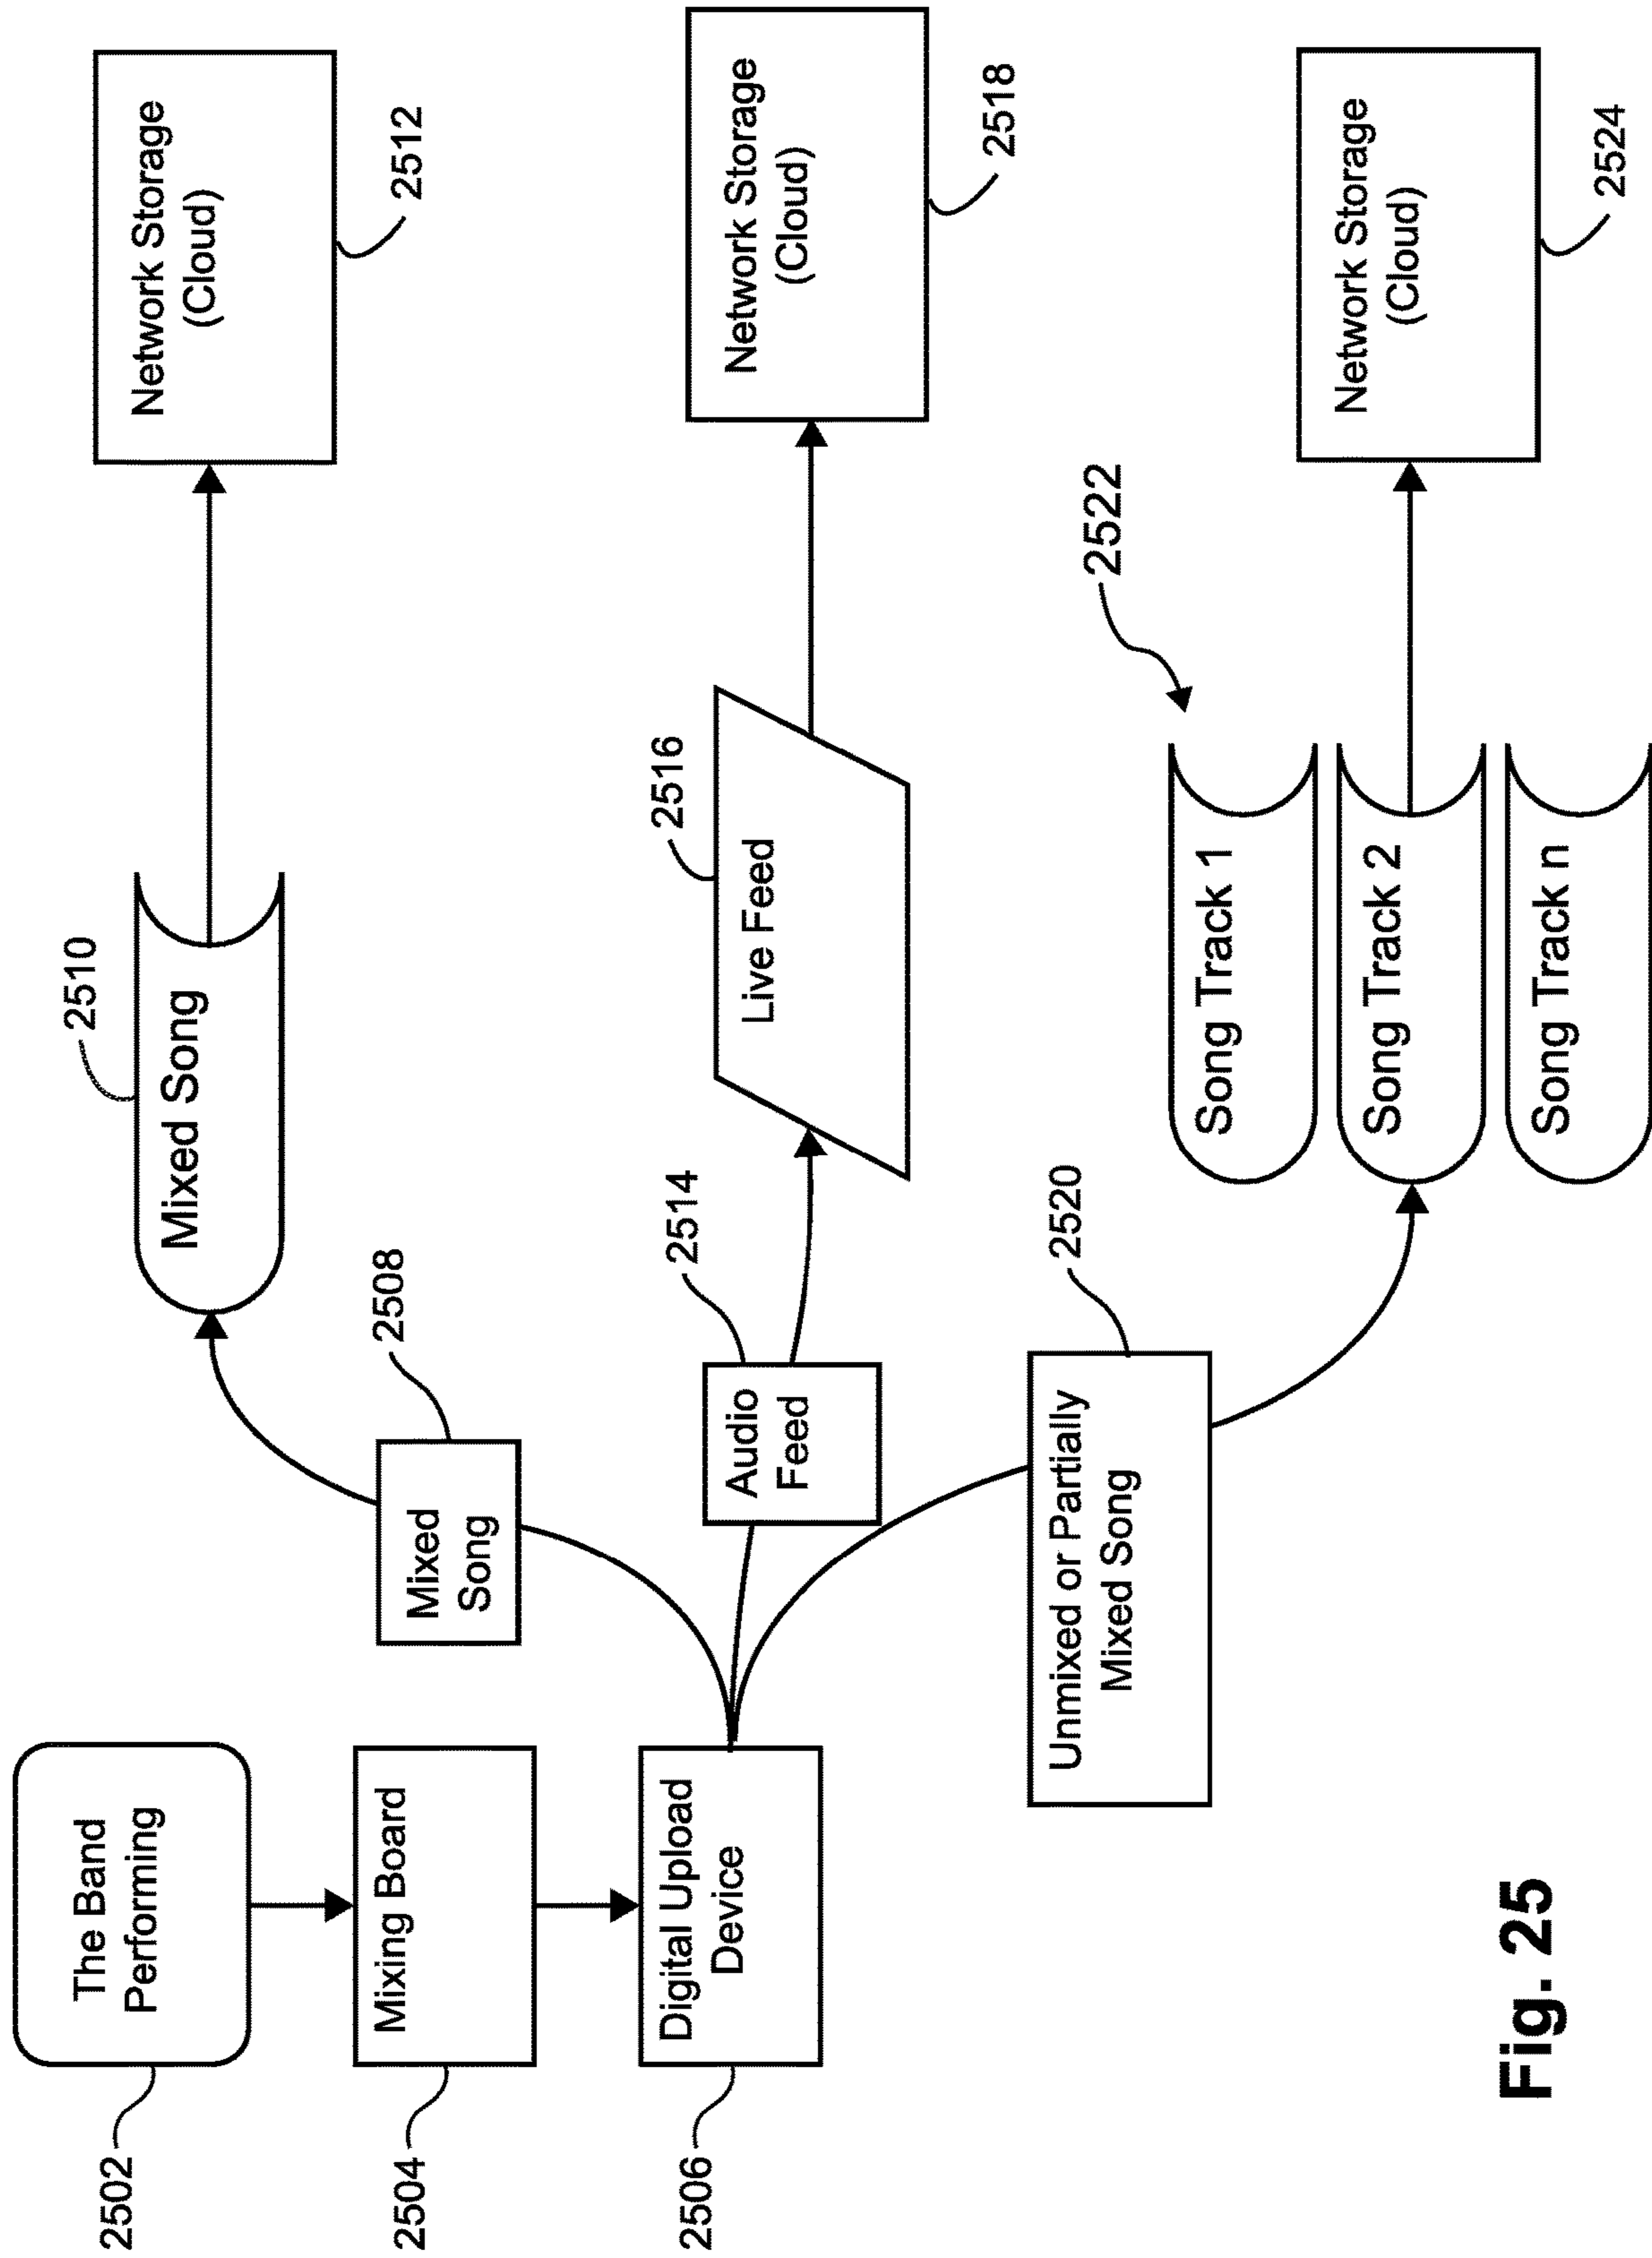 The Band
Performing
2502
Mixing Board
2504
Digital Upload
Device
2506
Mixed
Song
2508
Mixed Song
2510
Network Storage
(Cloud)
2512
Audio
Feed
2514
Live Feed
2516
Network Storage
(Cloud)
2518
Unmixed or Partially
Mixed Song
2520
Song Track 1
Song Track 2
Song Track n
2522
Network Storage
(Cloud)
2524
Fig. 25